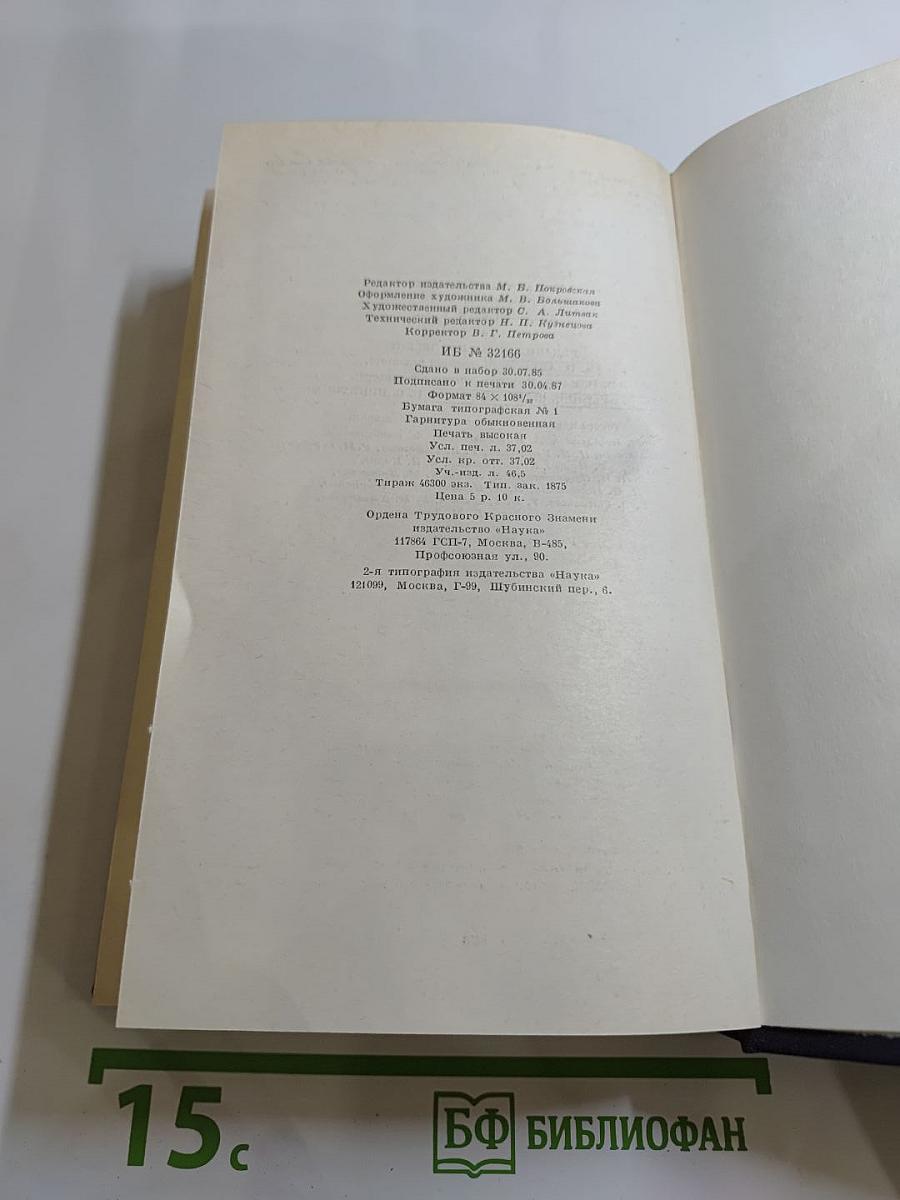 Редактор издательства М. Б. Покровская
Оформление художника М. В. Большакова
Художественный редактор С. А. Литвак
Технический редактор Н. П. Кузнецова
Корректор В. Г. Петрова
ИБ № 32166
Сдано в набор 30.07.85
Подписано к печати 30.04.87
Формат 84 × 108¹/₃₂
Бумага типографская № 1
Гарнитура обыкновенная
Печать высокая
Усл. печ. л. 37,02
Усл. кр. отт. 37,02
Уч.-изд. л. 46,5
Тираж 46300 экз. Тип. зак. 1875
Цена 5 р. 10 к.
Ордена Трудового Красного Знамени
издательство «Наука»
117864 ГСП-7, Москва, В-485,
Профсоюзная ул., 90.
2-я типография издательства «Наука»
121099, Москва, Г-99, Шубинский пер., 6.
15 с
БФ БИБЛИОФАН